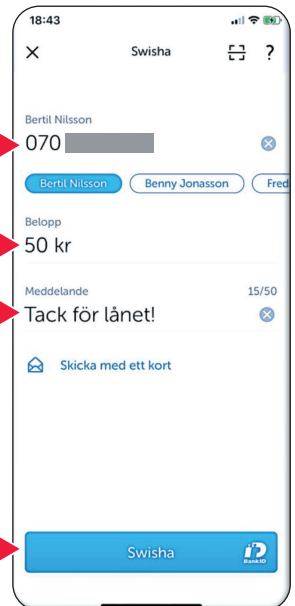 18:43
Swisha ?
Bertil Nilsson
070
Bertil Nilsson Benny Jonasson Fred
Belopp
50 kr
Meddelande 15/50
Tack för lånet!
Skicka med ett kort
Swisha BankID